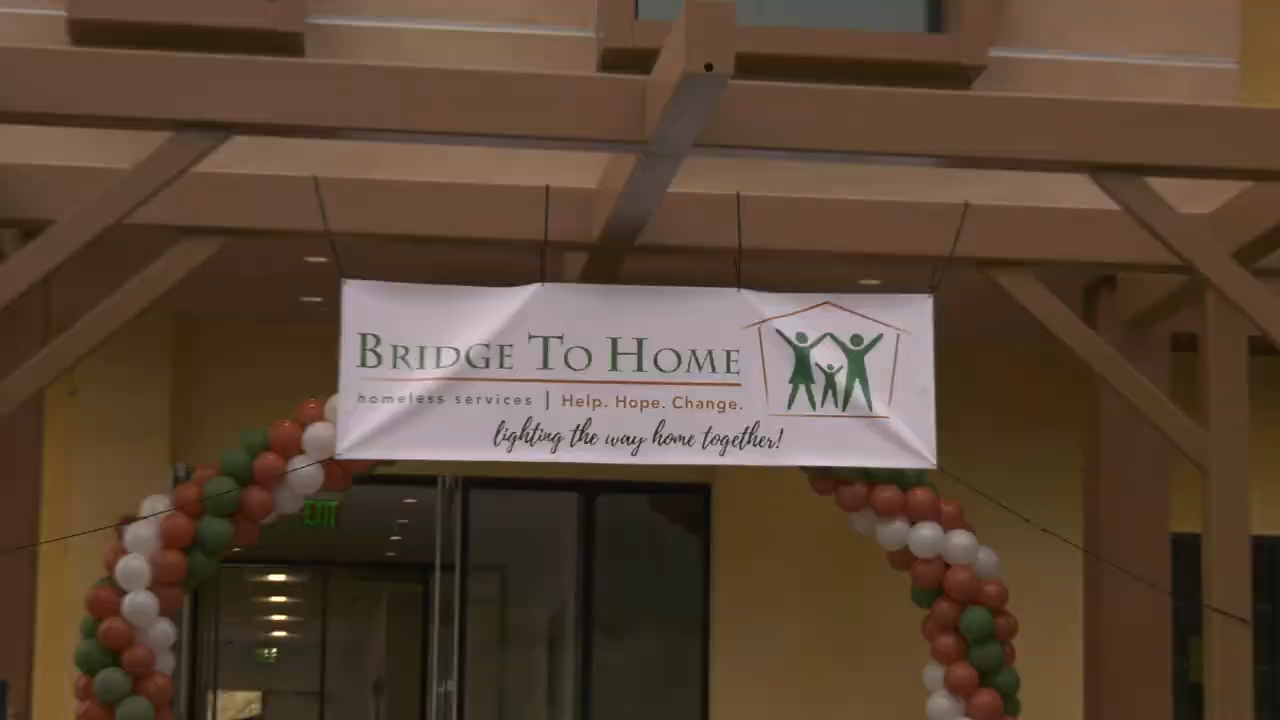 BRIDGE TO HOME
homeless services | Help. Hope. Change.
lighting the way home together!
EXIT